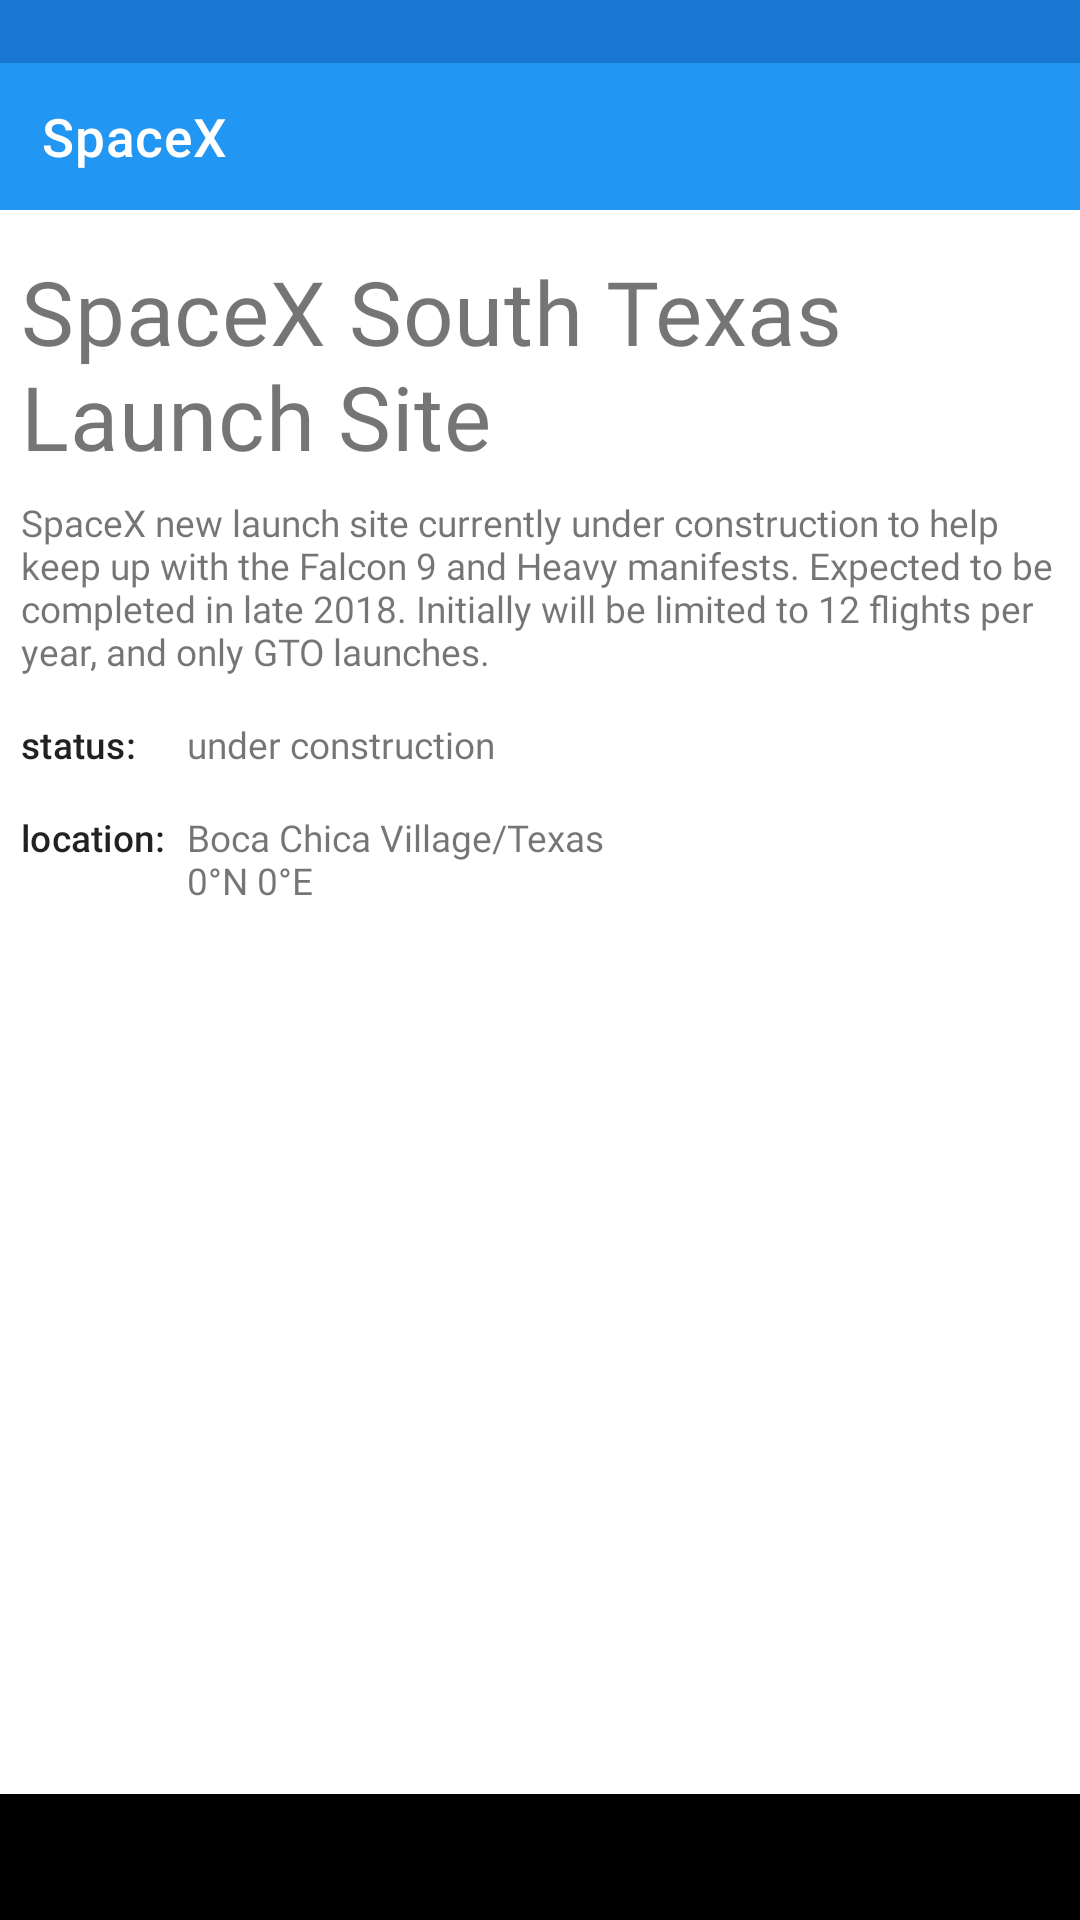 SpaceX
SpaceX South Texas
Launch Site
SpaceX new launch site currently under construction to help
keep up with the Falcon 9 and Heavy manifests. Expected to be
completed in late 2018. Initially will be limited to 12 flights per
year, and only GTO launches.
status: under construction
location: Boca Chica Village/Texas
0°N 0°E